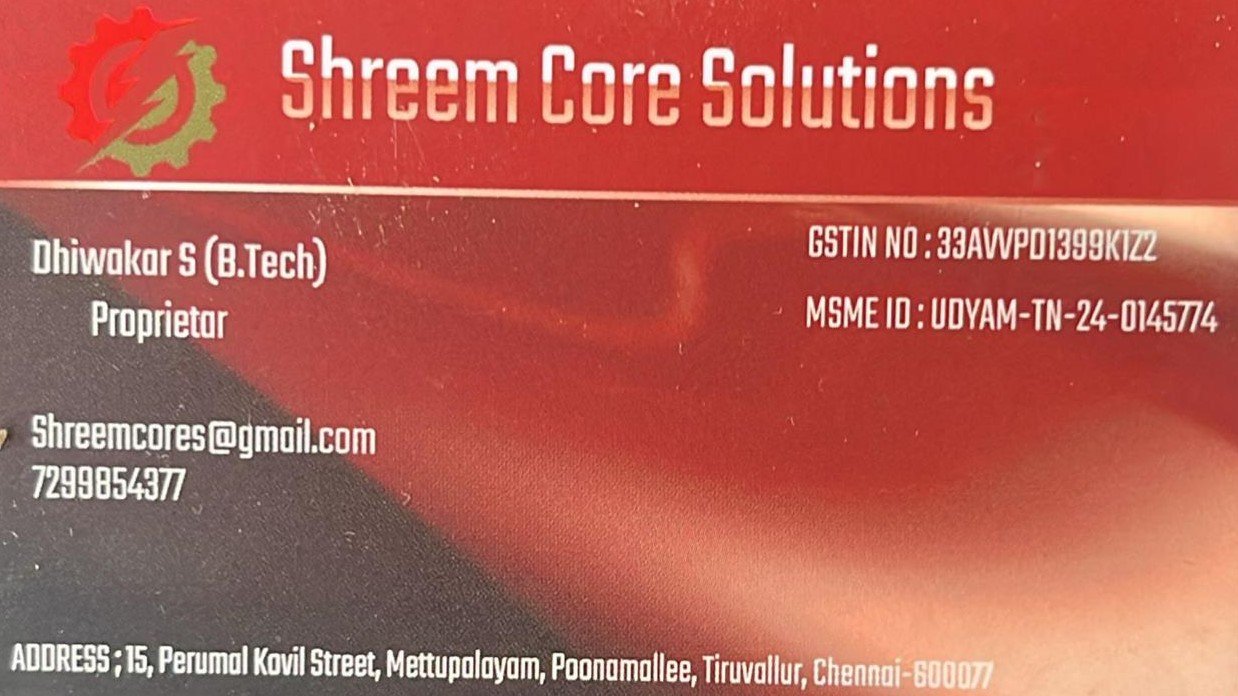 Shreem Core Solutions
Dhiwakar S (B.Tech)
Proprietar
GSTIN NO : 33AVVPD1399K1Z2
MSME ID : UDYAM-TN-24-0145774
Shreemcores@gmail.com
7299854377
ADDRESS ; 15, Perumal Kovil Street, Mettupalayam, Poonamallee, Tiruvallur, Chennai-600077